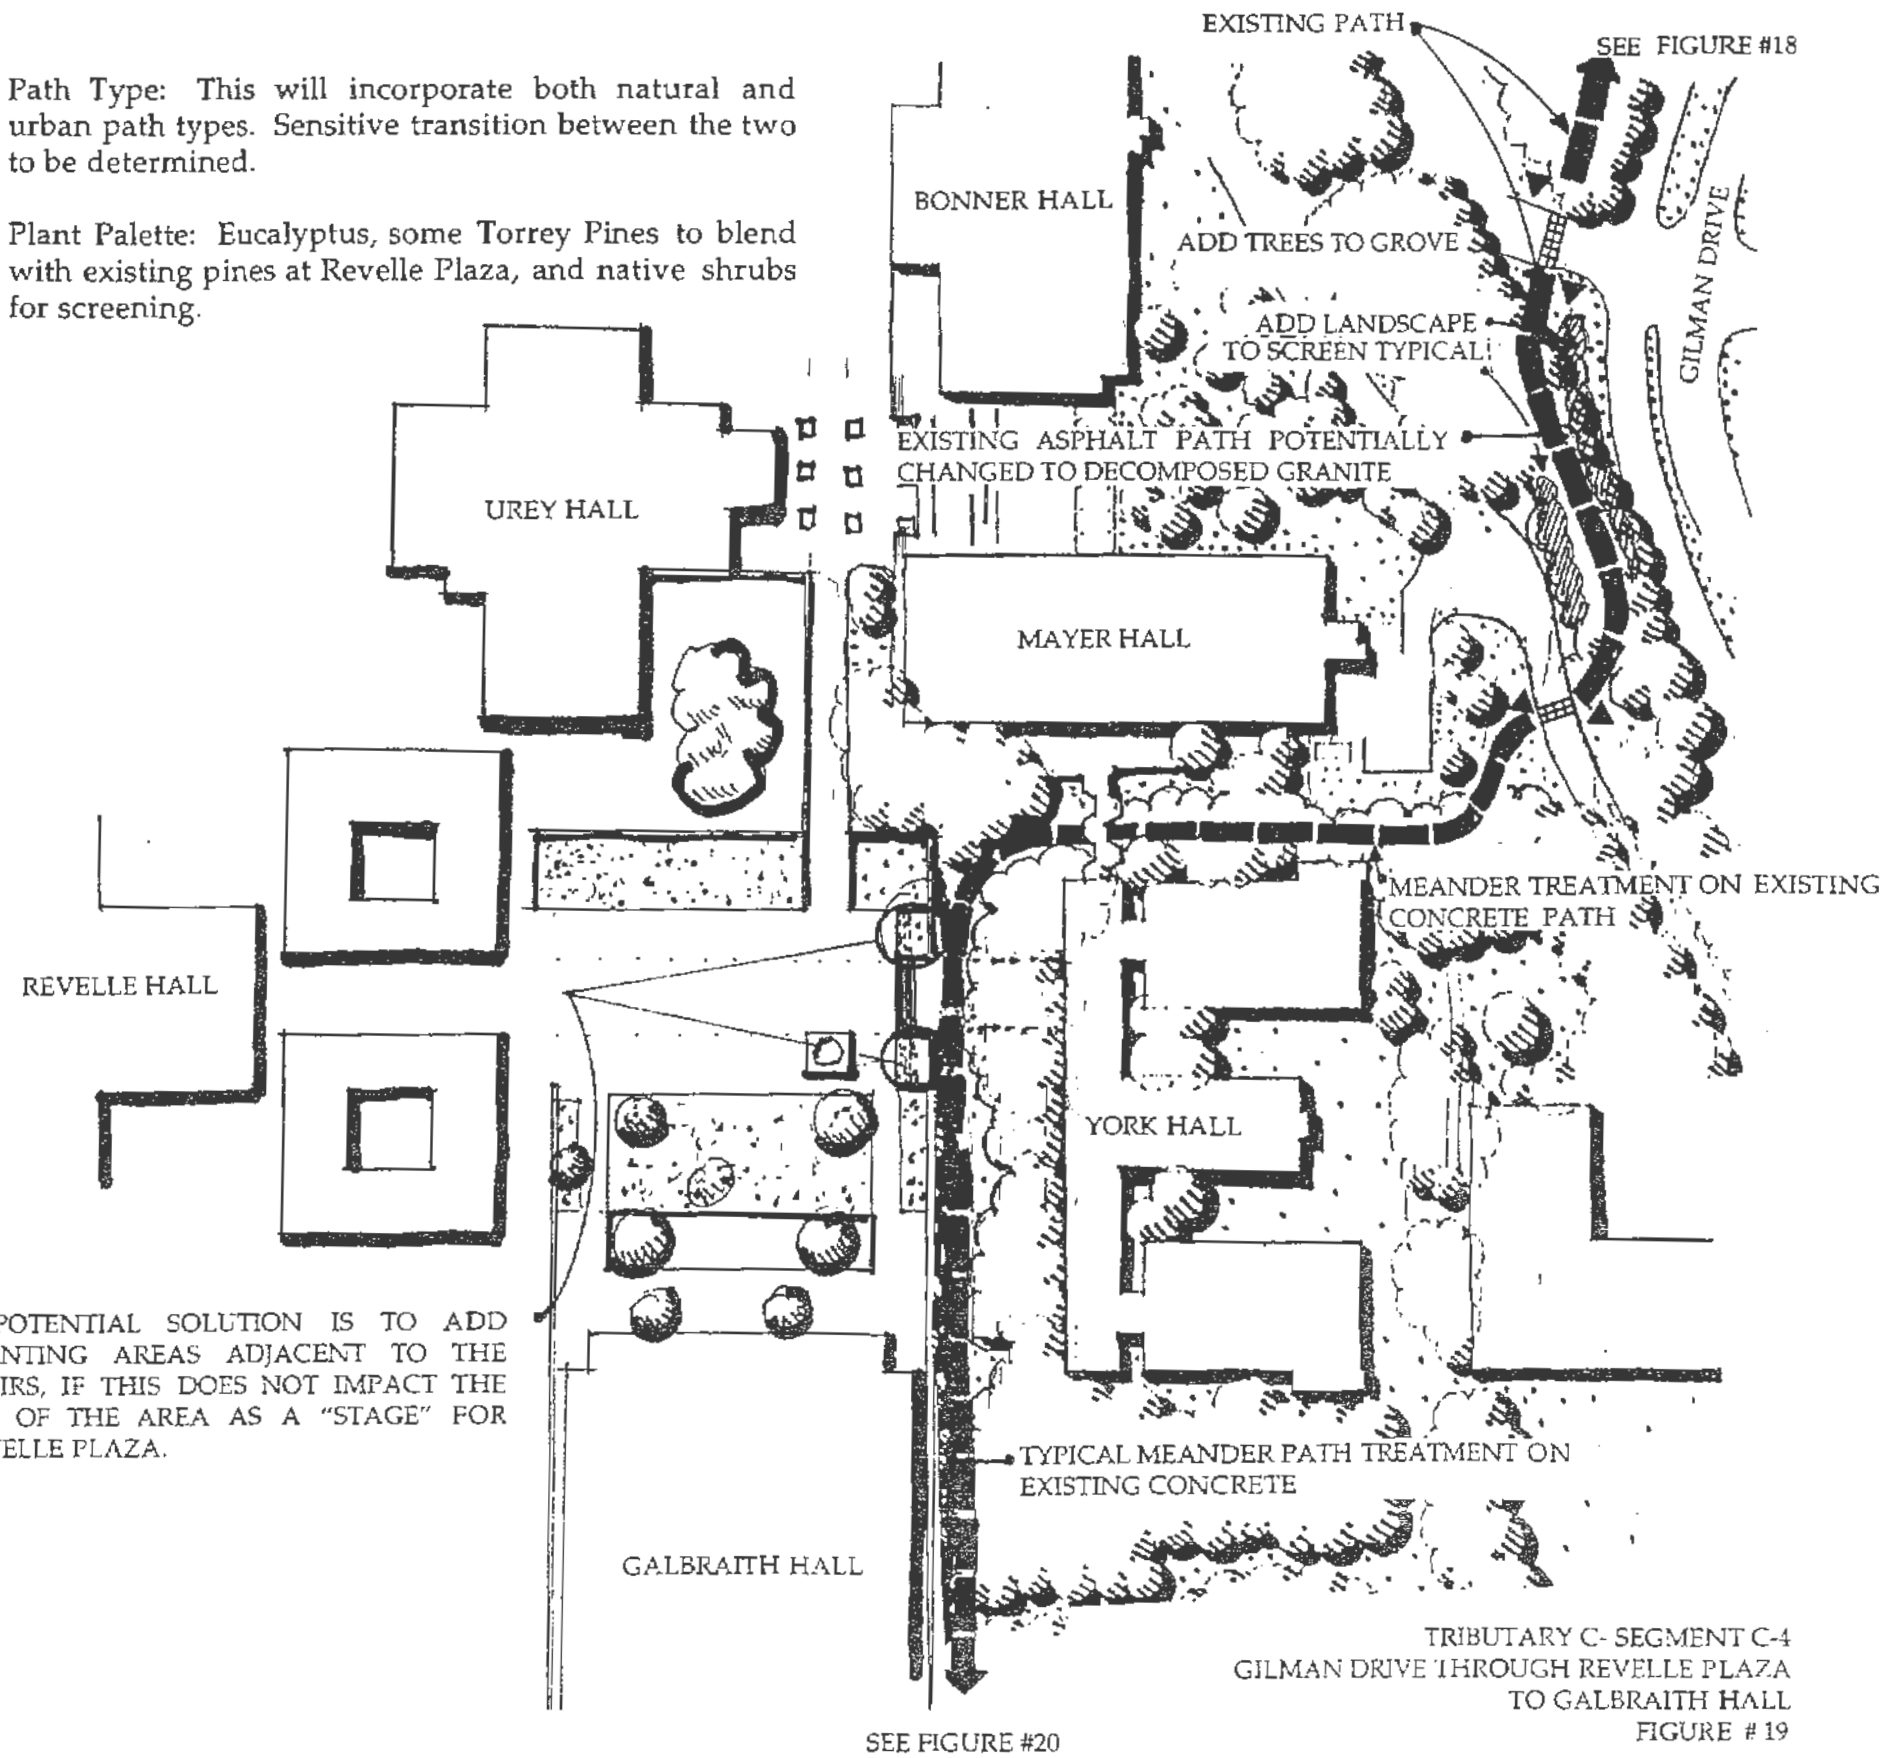 EXISTING PATH
SEE FIGURE #18
Path Type: This will incorporate both natural and
urban path types. Sensitive transition between the two
to be determined.
Plant Palette: Eucalyptus, some Torrey Pines to blend
with existing pines at Revelle Plaza, and native shrubs
for screening.
BONNER HALL
ADD TREES TO GROVE
GILMAN DRIVE
ADD LANDSCAPE
TO SCREEN TYPICAL
EXISTING ASPHALT PATH POTENTIALLY
CHANGED TO DECOMPOSED GRANITE
UREY HALL
MAYER HALL
MEANDER TREATMENT ON EXISTING
CONCRETE PATH
REVELLE HALL
YORK HALL
POTENTIAL SOLUTION IS TO ADD
NTING AREAS ADJACENT TO THE
IRS, IF THIS DOES NOT IMPACT THE
OF THE AREA AS A "STAGE" FOR
ELLE PLAZA.
TYPICAL MEANDER PATH TREATMENT ON
EXISTING CONCRETE
GALBRAITH HALL
TRIBUTARY C- SEGMENT C-4
GILMAN DRIVE THROUGH REVELLE PLAZA
TO GALBRAITH HALL
FIGURE # 19
SEE FIGURE #20